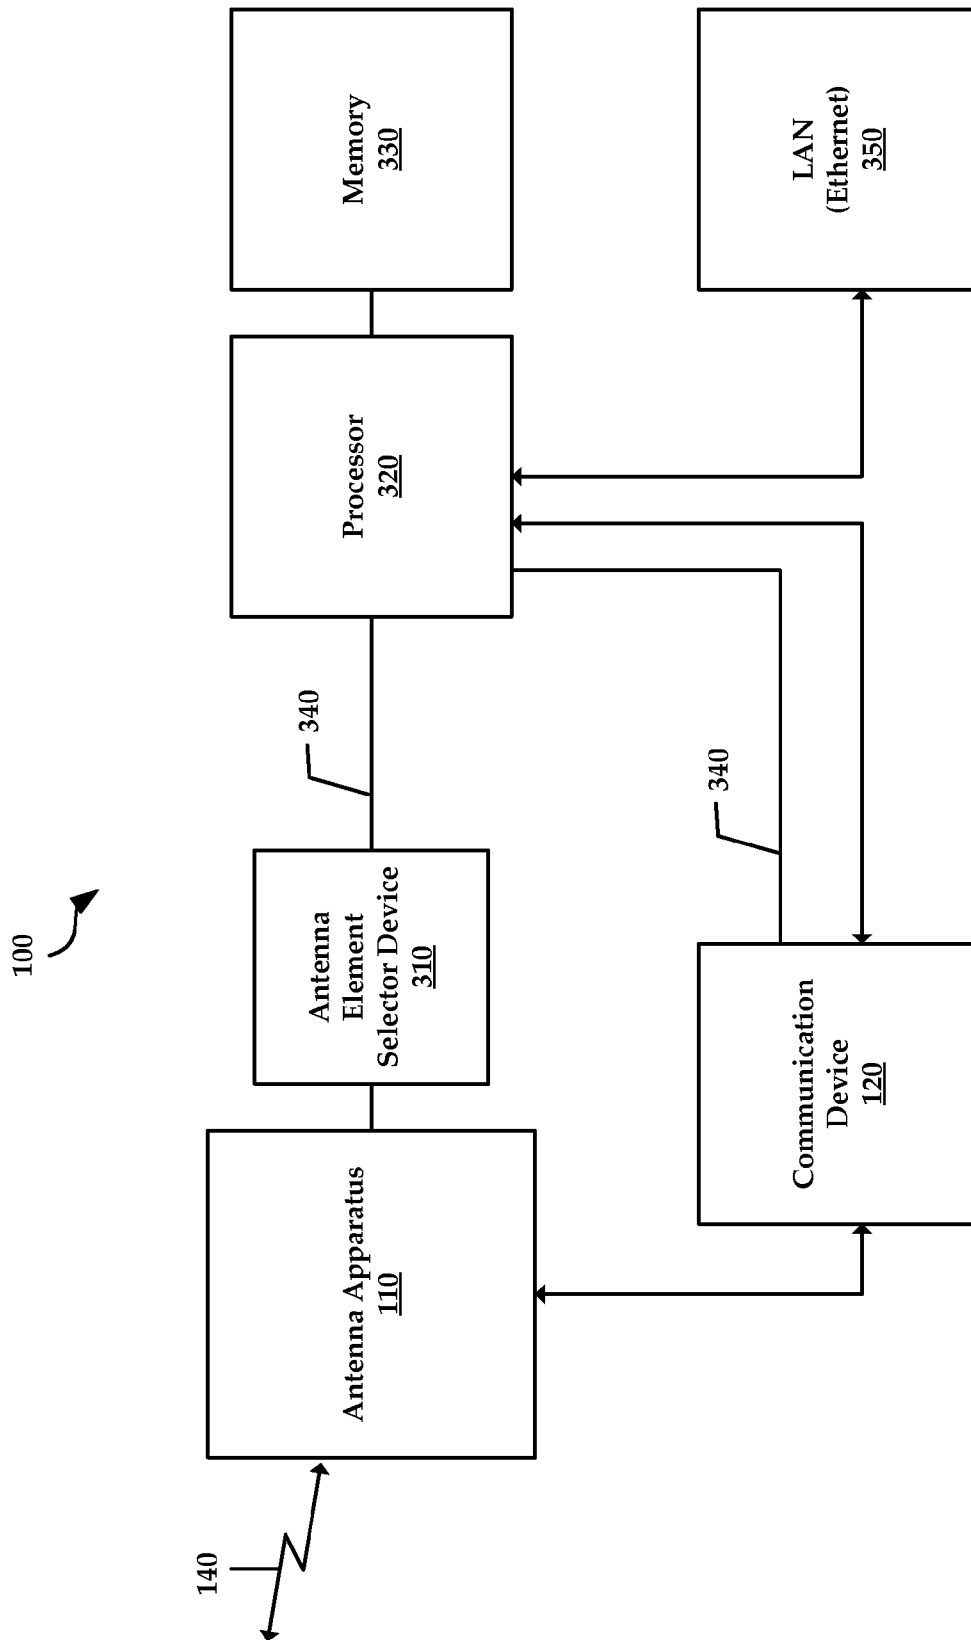 100
140
Antenna Apparatus
110
Antenna
Element
Selector Device
310
340
Processor
320
Memory
330
Communication
Device
120
340
LAN
(Ethernet)
350